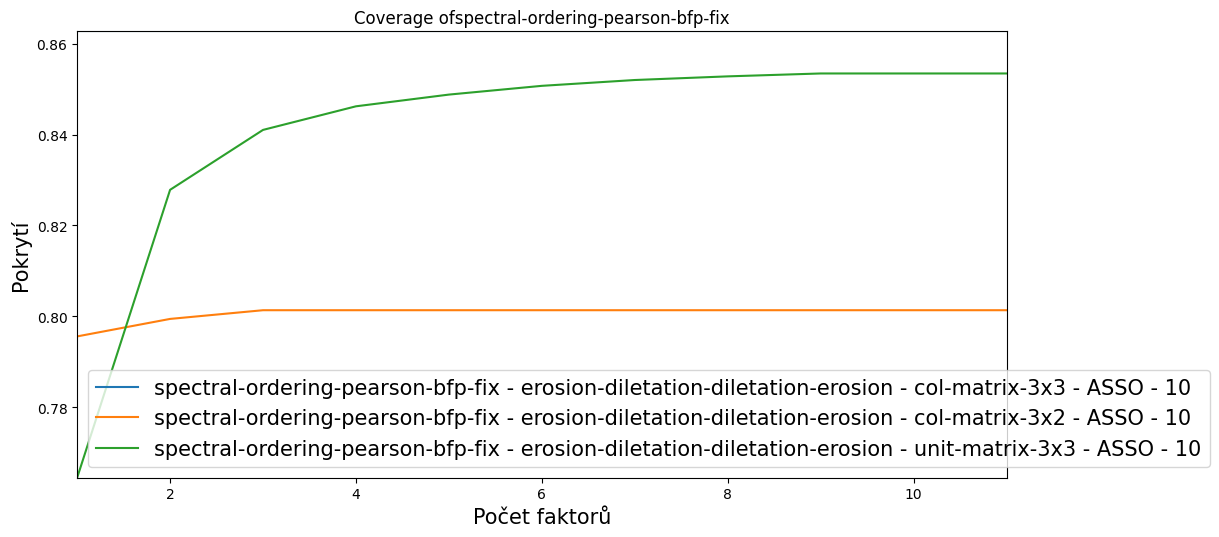 Coverage ofspectral-ordering-pearson-bfp-fix
0.86
0.84
0.82
0.80
0.78
Pokrytí
spectral-ordering-pearson-bfp-fix - erosion-diletation-diletation-erosion - col-matrix-3x3 - ASSO - 10
spectral-ordering-pearson-bfp-fix - erosion-diletation-diletation-erosion - col-matrix-3x2 - ASSO - 10
spectral-ordering-pearson-bfp-fix - erosion-diletation-diletation-erosion - unit-matrix-3x3 - ASSO - 10
2 4 6 8 10
Počet faktorů